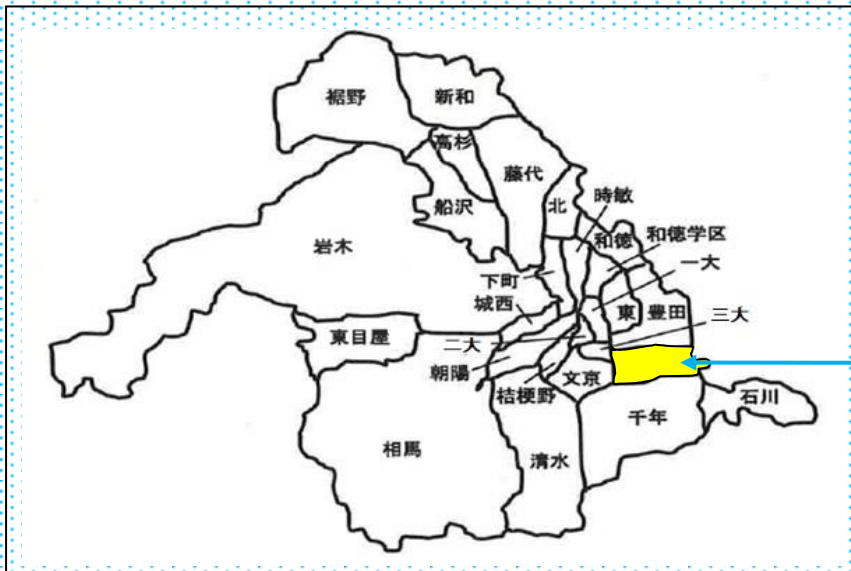 裾野
新和
高杉
藤代
時敏
船沢
北
和徳
和徳学区
岩木
一大
下町
城西
東
豊田
三大
東目屋
二大
朝陽
文京
桔梗野
石川
千年
相馬
清水